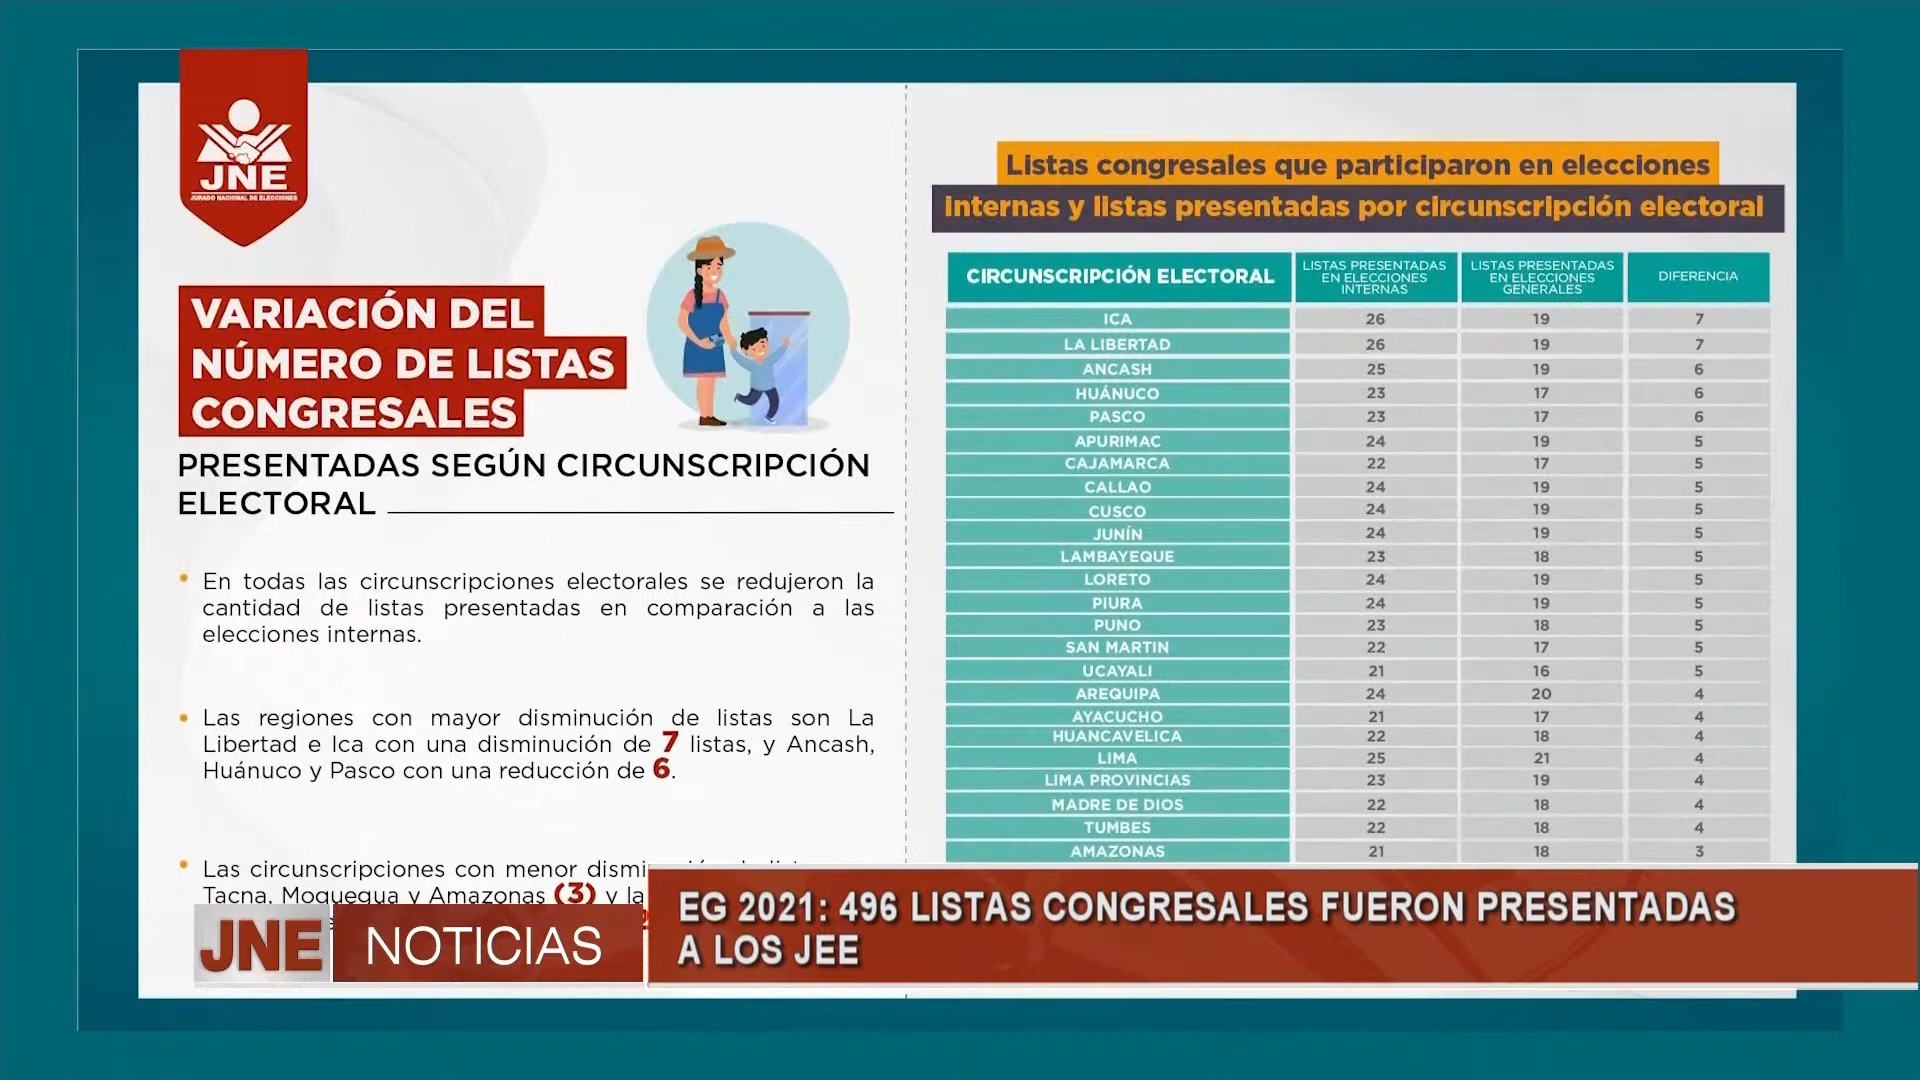 JNE
JURADO NACIONAL DE ELECCIONES
VARIACIÓN DEL
NÚMERO DE LISTAS
CONGRESALES
PRESENTADAS SEGÚN CIRCUNSCRIPCIÓN
ELECTORAL
• En todas las circunscripciones electorales se redujeron la
cantidad de listas presentadas en comparación a las
elecciones internas.
• Las regiones con mayor disminución de listas son La
Libertad e Ica con una disminución de 7 listas, y Ancash,
Huánuco y Pasco con una reducción de 6.
• Las circunscripciones con menor
Tacna, Moquegua y Amazonas (3) y la
Listas congresales que participaron en elecciones
internas y listas presentadas por circunscripción electoral
CIRCUNSCRIPCIÓN ELECTORAL LISTAS PRESENTADAS EN ELECCIONES INTERNAS LISTAS PRESENTADAS EN ELECCIONES GENERALES DIFERENCIA
ICA 26 19 7
LA LIBERTAD 26 19 7
ANCASH 25 19 6
HUÁNUCO 23 17 6
PASCO 23 17 6
APURIMAC 24 19 5
CAJAMARCA 22 17 5
CALLAO 24 19 5
CUSCO 24 19 5
JUNÍN 24 19 5
LAMBAYEQUE 23 18 5
LORETO 24 19 5
PIURA 24 19 5
PUNO 23 18 5
SAN MARTIN 22 17 5
UCAYALI 21 16 5
AREQUIPA 24 20 4
AYACUCHO 21 17 4
HUANCAVELICA 22 18 4
LIMA 25 21 4
LIMA PROVINCIAS 23 19 4
MADRE DE DIOS 22 18 4
TUMBES 22 18 4
AMAZONAS 21 18 3
JNE NOTICIAS
EG 2021: 496 LISTAS CONGRESALES FUERON PRESENTADAS
A LOS JEE